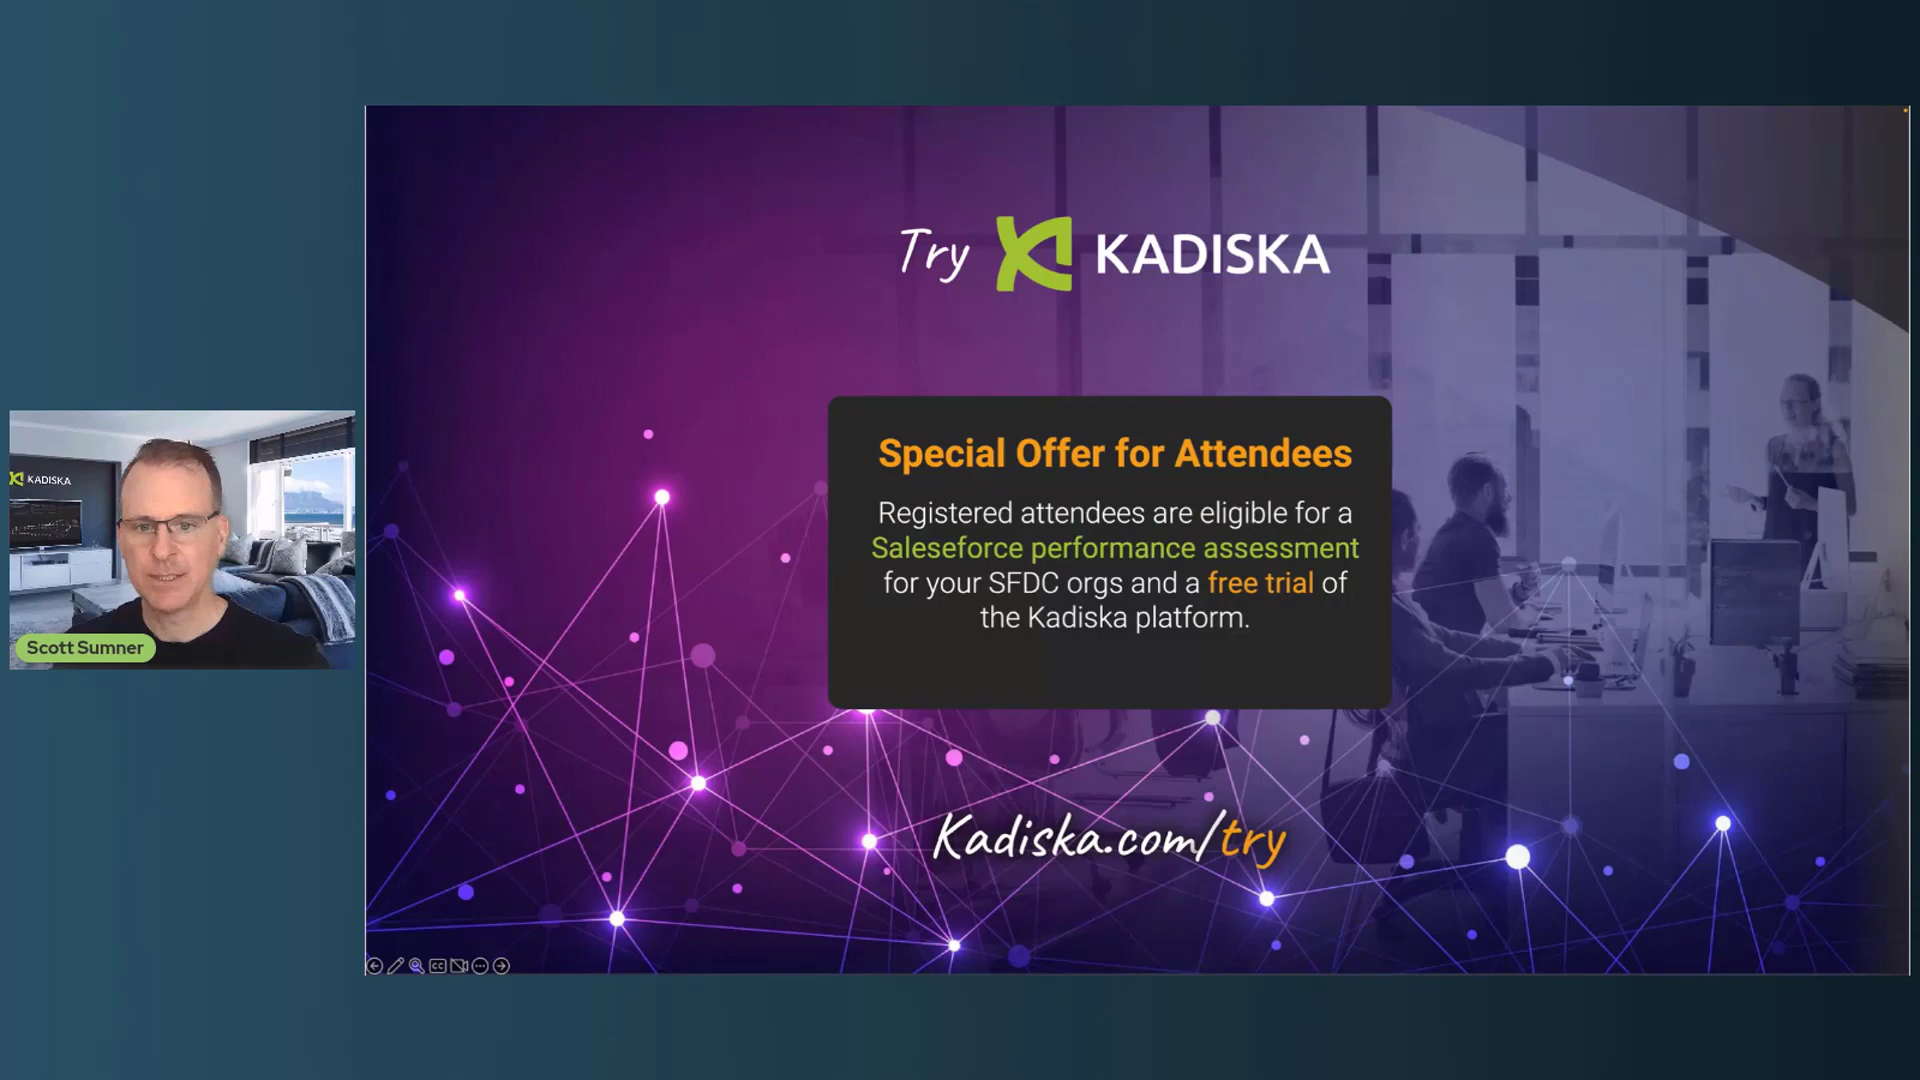 Try KADISKA
Special Offer for Attendees
Registered attendees are eligible for a
Saleseforce performance assessment
for your SFDC orgs and a free trial of
the Kadiska platform.
KADISKA
Scott Sumner
Kadiska.com/try
CC